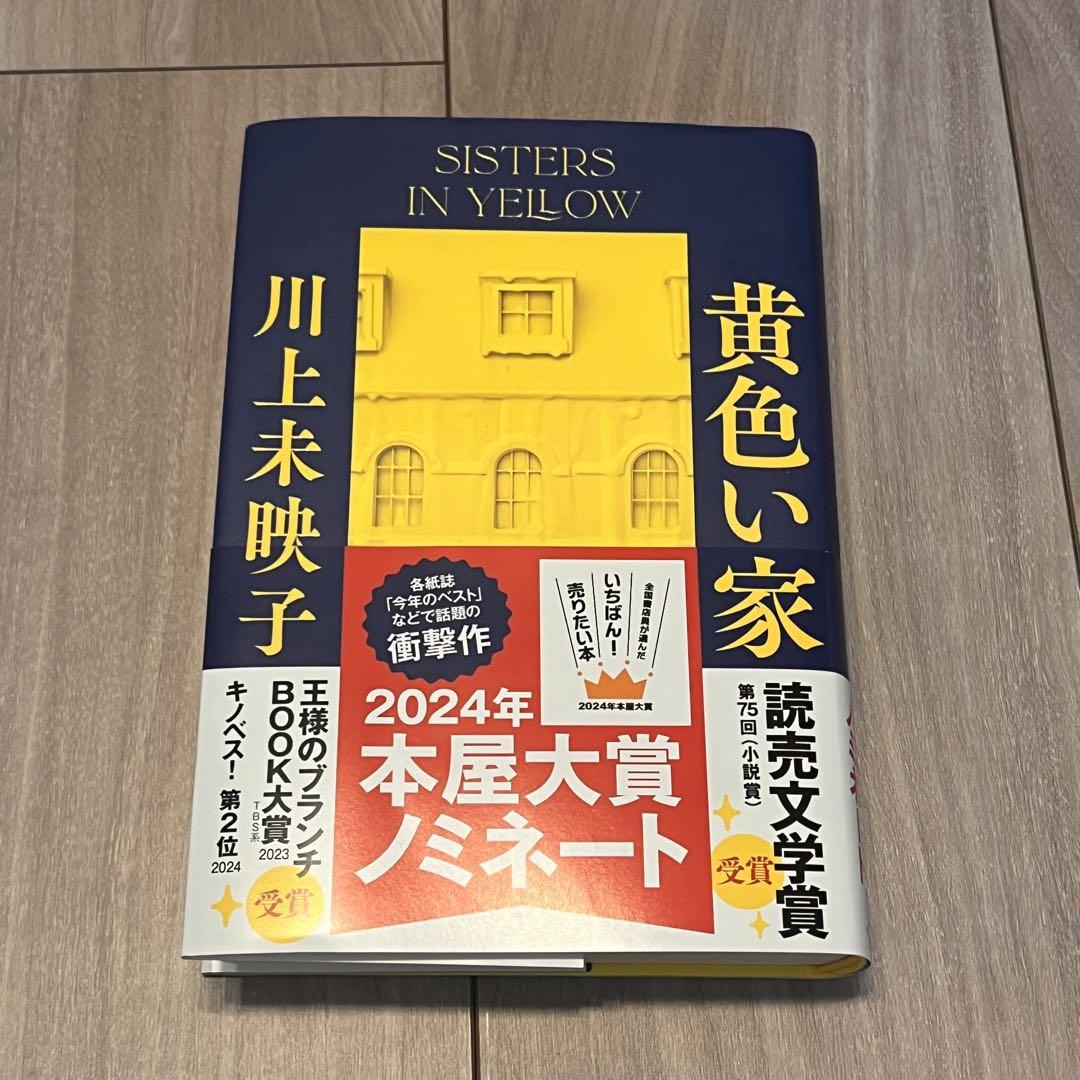 SISTERS
IN YELLOW
黄色い家
川上未映子
各紙誌
「今年のベスト」
などで話題の
衝撃作
全国書店員が選んだ
いちばん!
売りたい本
2024年本屋大賞
2024年
本屋大賞
ノミネート
読売文学賞
第75回(小説賞)
受賞
王様のブランチ
BOOK大賞
TBS系
2023
受賞
キノベス! 第2位
2024